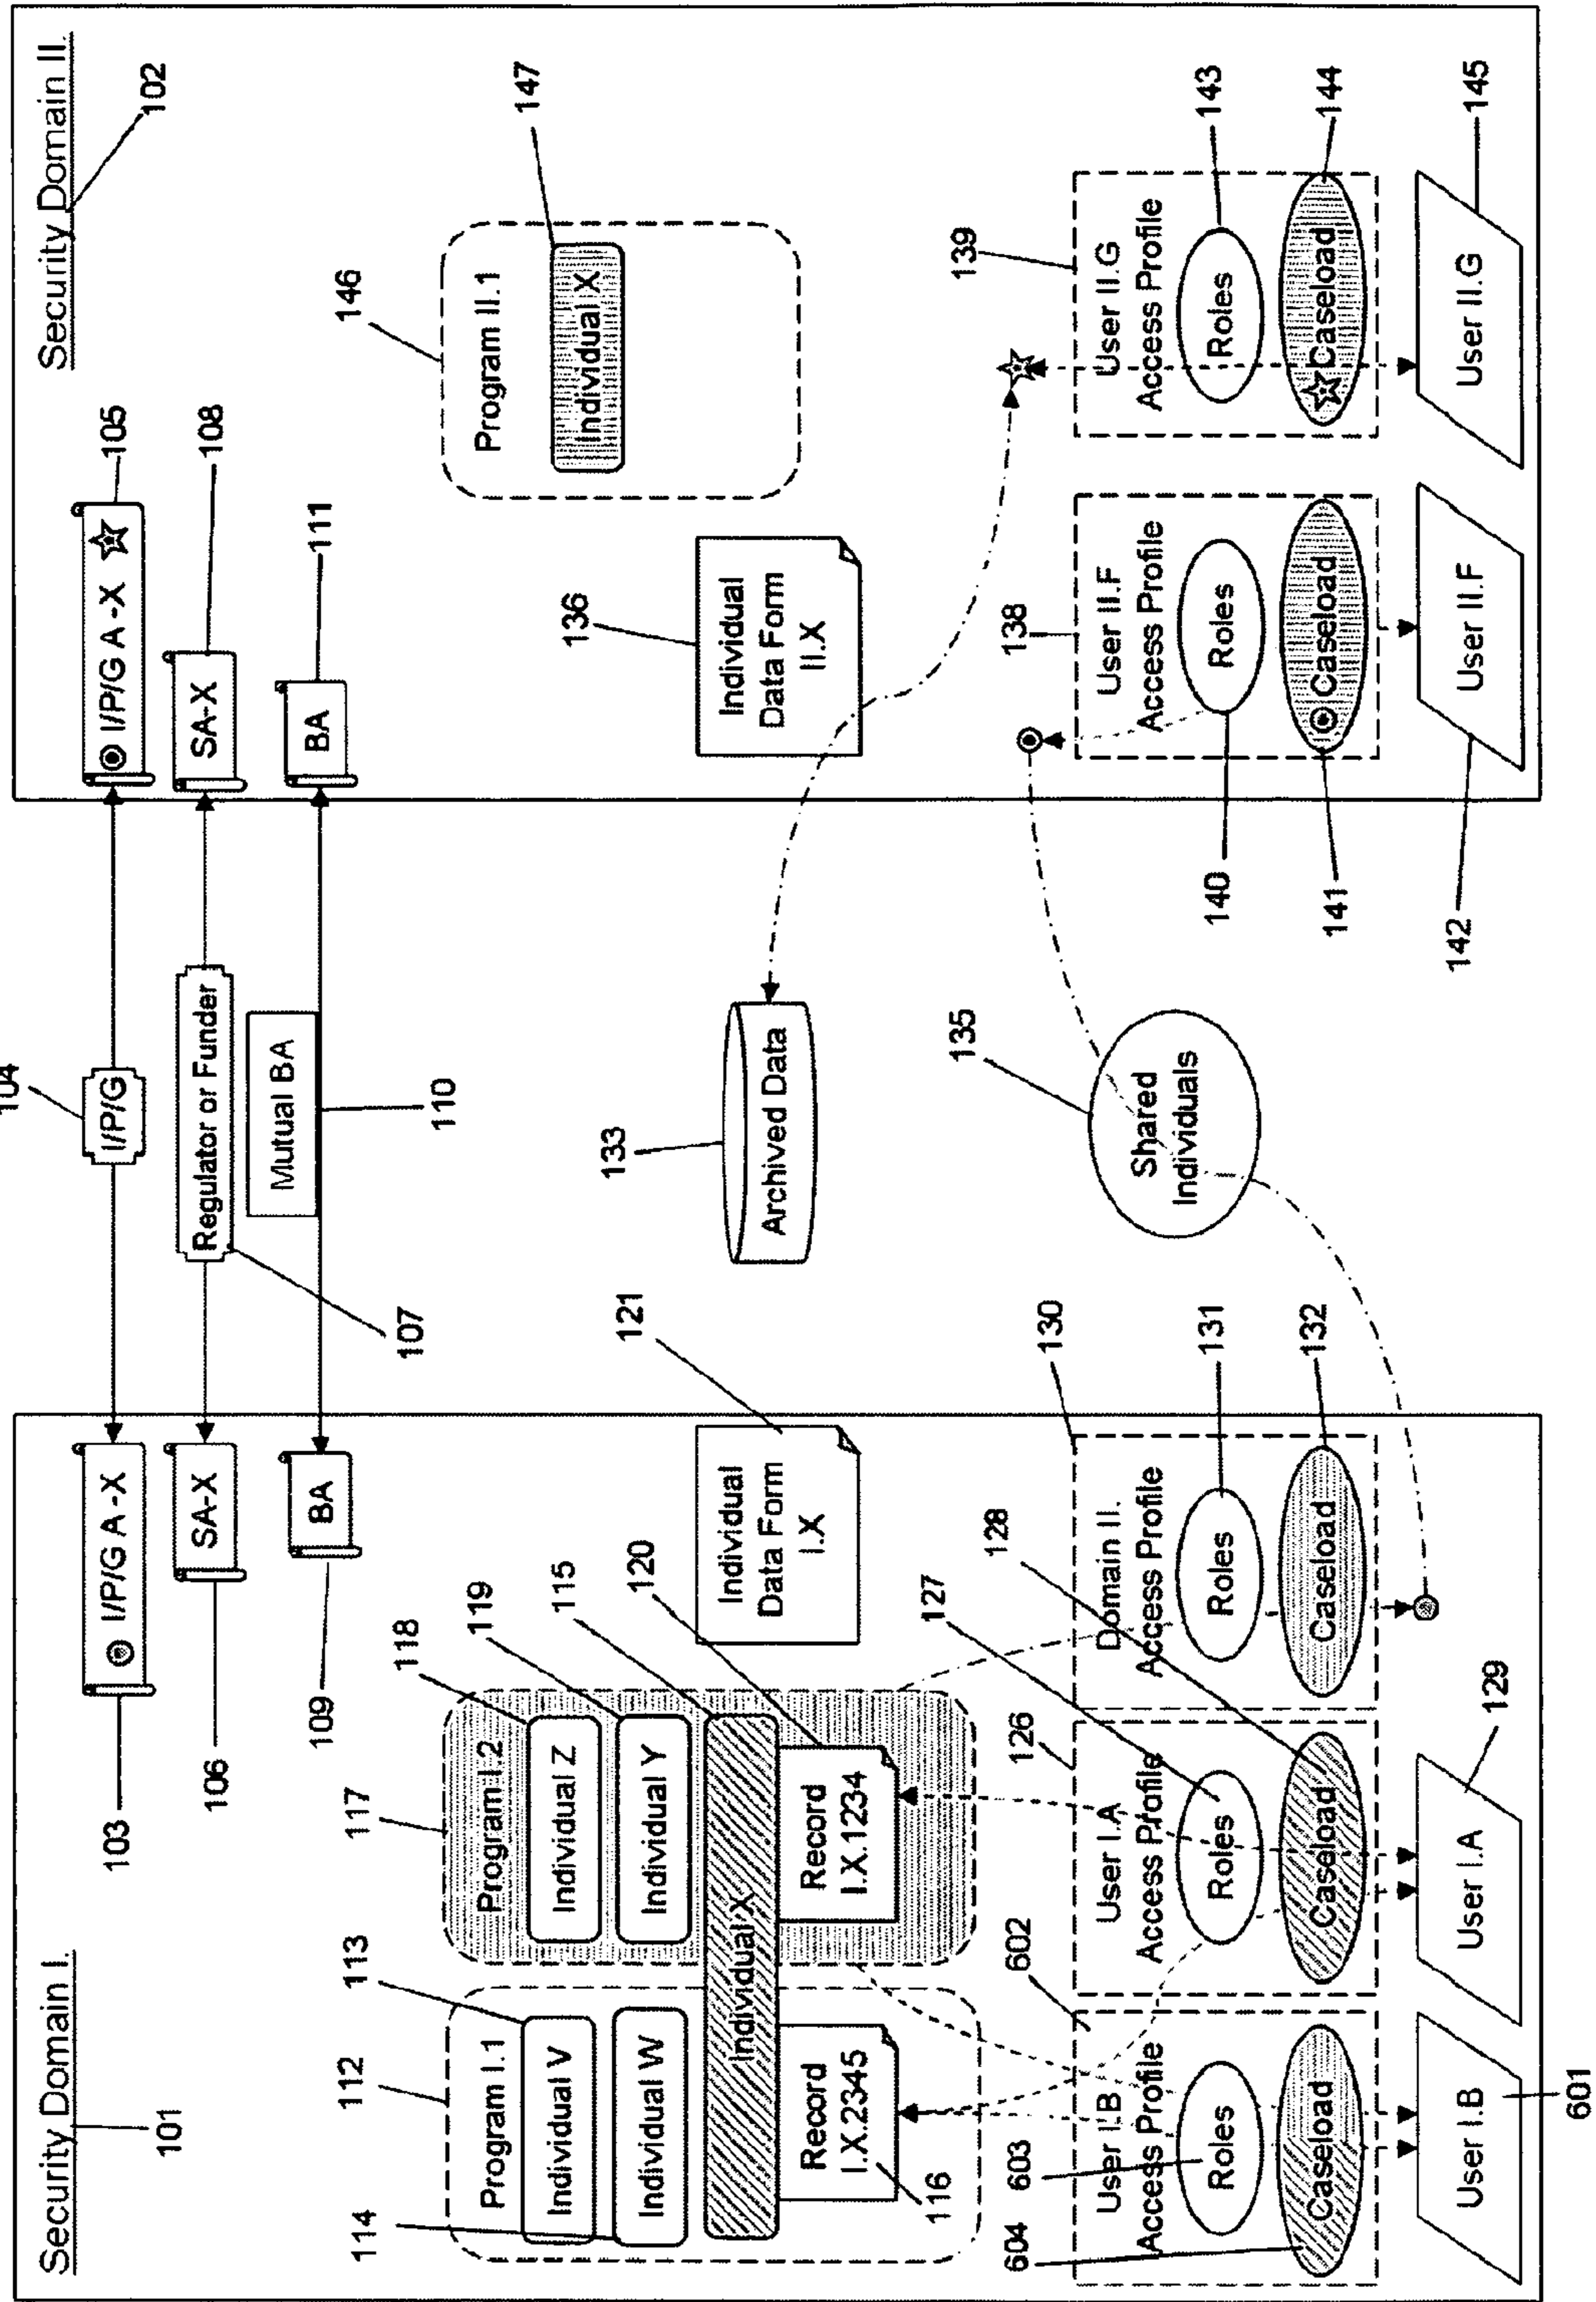 Security Domain I.
101
103
I/P/G A -X
104
I/P/G
I/P/G A -X
105
Security Domain II.
102
106
SA-X
Regulator or Funder
107
SA-X
108
109
BA
Mutual BA
110
BA
111
112
Program I.1
113
Individual V
114
Individual W
117
Program I.2
118
Individual Z
119
Individual Y
115
Individual X
120
Record
I.X.2345
116
Record
I.X.1234
121
Individual
Data Form
I.X
133
Archived Data
136
Individual
Data Form
II.X
146
Program II.1
147
Individual X
135
Shared
Individuals
602
User I.B
Access Profile
603
Roles
604
Caseload
User I.B
601
126
User I.A
Access Profile
127
Roles
128
Caseload
User I.A
129
130
Domain II.
Access Profile
131
Roles
132
Caseload
138
User II.F
Access Profile
140
Roles
141
Caseload
142
User II.F
139
User II.G
Access Profile
143
Roles
144
Caseload
145
User II.G